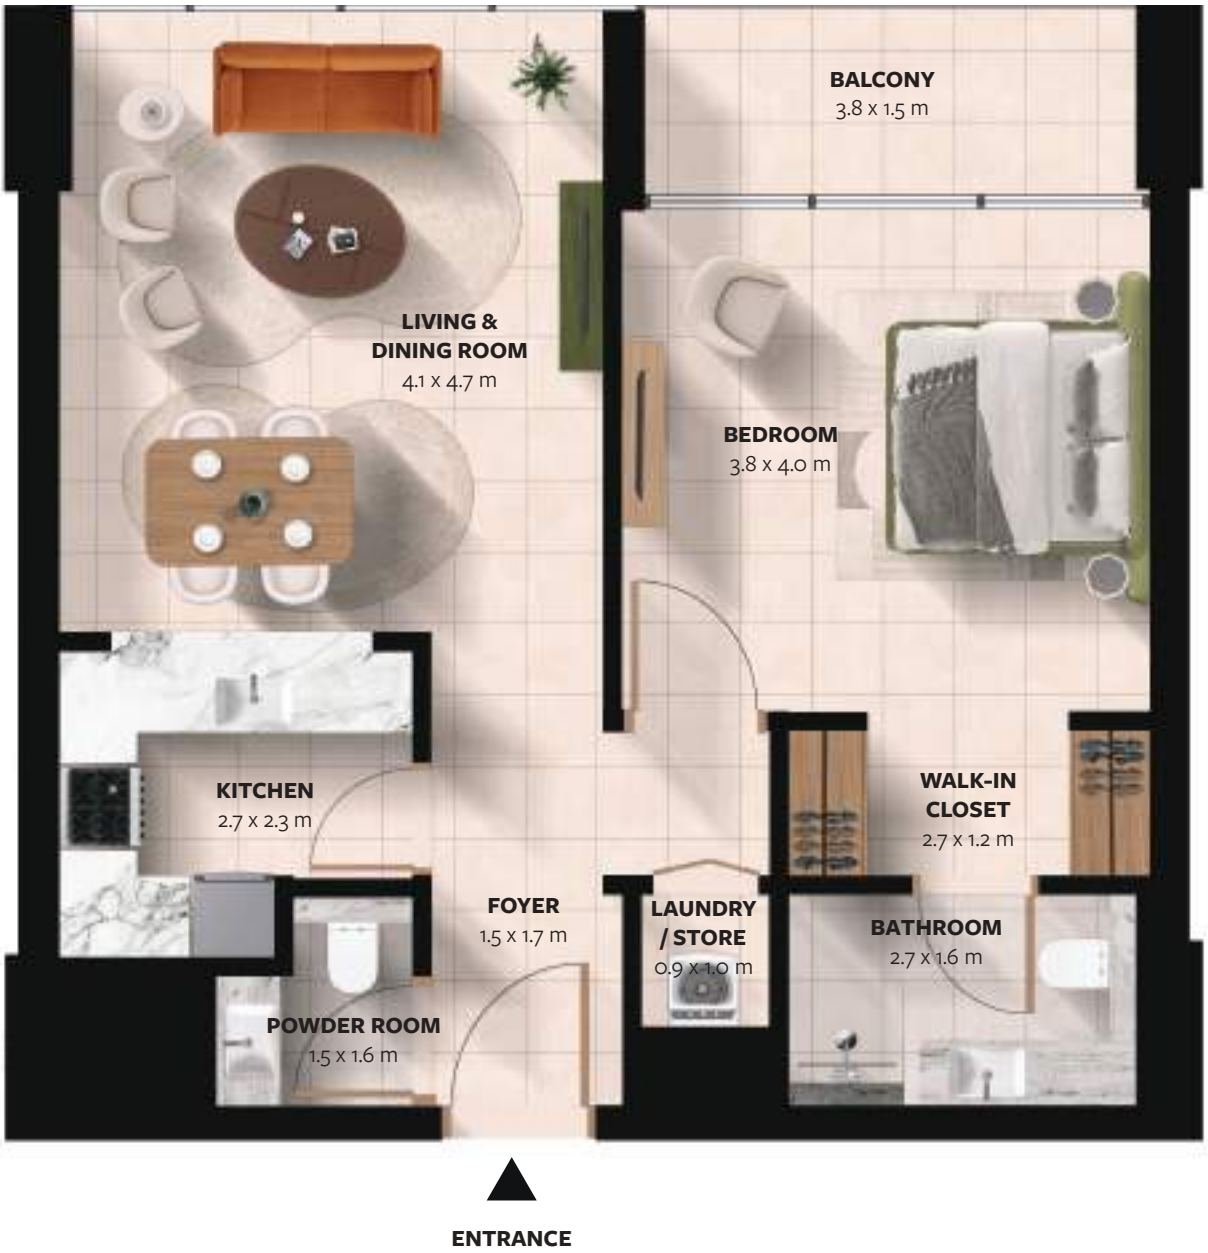 BALCONY
3.8 x 1.5 m
LIVING &
DINING ROOM
4.1 x 4.7 m
BEDROOM
3.8 x 4.0 m
KITCHEN
2.7 x 2.3 m
WALK-IN
CLOSET
2.7 x 1.2 m
FOYER
1.5 x 1.7 m
LAUNDRY
/ STORE
0.9 x 1.0 m
BATHROOM
2.7 x 1.6 m
POWDER ROOM
1.5 x 1.6 m
ENTRANCE